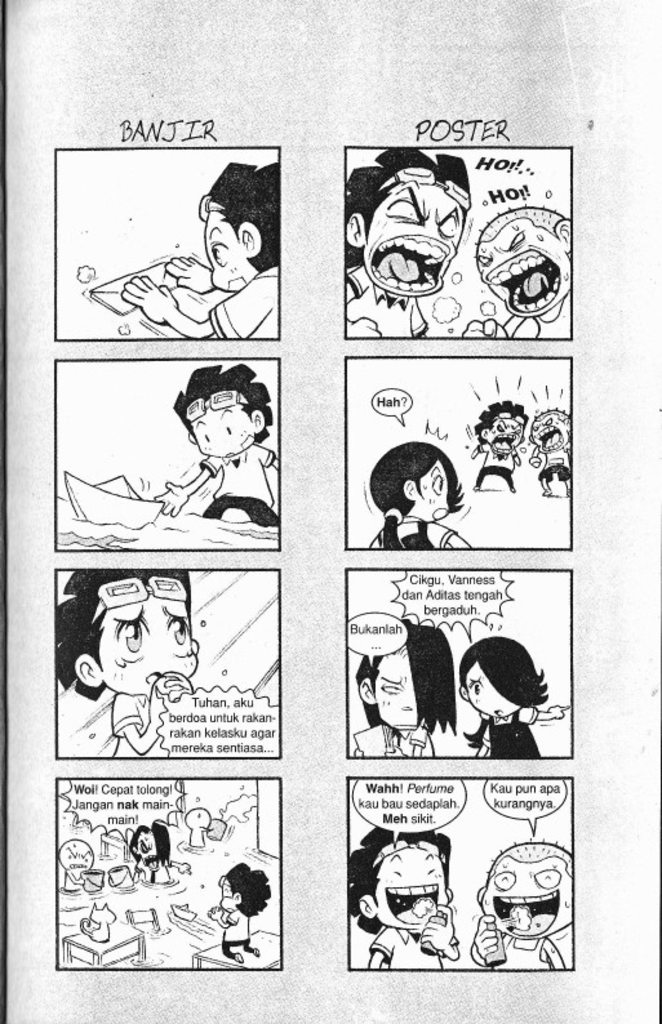 BANJIR
Tuhan, aku
berdoa untuk rakan-
rakan kelasku agar
mereka sentiasa...
Woi! Cepat tolong!
Jangan nak main-
main!
POSTER
HOI!...
HOI!
Hah?
Cikgu, Vanness
dan Aditas tengah
bergaduh.
Bukanlah
...
Wahh! Perfume
kau bau sedaplah.
Meh sikit.
Kau pun apa
kurangnya.